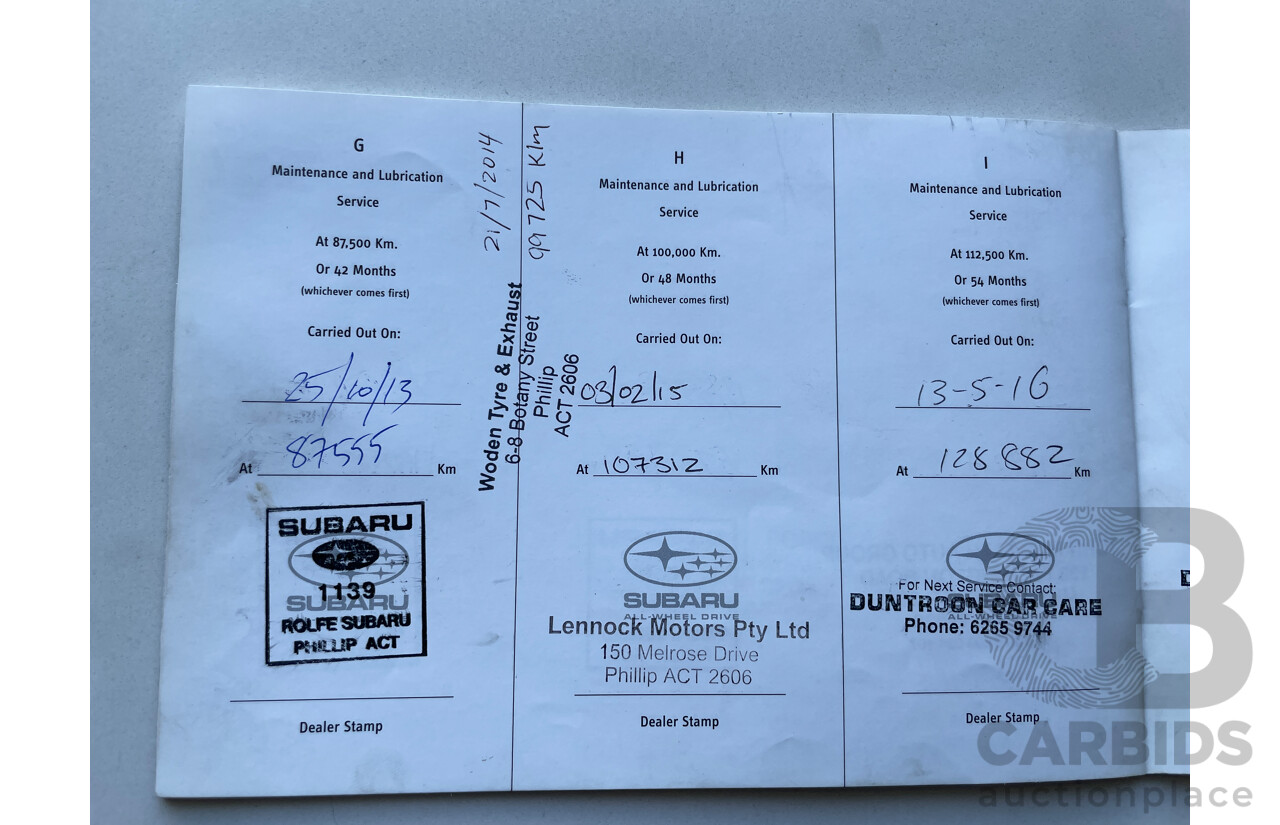 G
Maintenance and Lubrication
Service
At 87,500 Km.
Or 42 Months
(whichever comes first)
Carried Out On:
25/10/13
At 87555 Km
SUBARU
1139
SUBARU
ROLFE SUBARU
PHILLIP ACT
Dealer Stamp
21/7/2014
99725 Klm
Woden Tyre & Exhaust
6-8 Botany Street
Phillip
ACT 2606
H
Maintenance and Lubrication
Service
At 100,000 Km.
Or 48 Months
(whichever comes first)
Carried Out On:
03/02/15
At 107312 Km
SUBARU
ALL-WHEEL DRIVE
Lennock Motors Pty Ltd
150 Melrose Drive
Phillip ACT 2606
Dealer Stamp
I
Maintenance and Lubrication
Service
At 112,500 Km.
Or 54 Months
(whichever comes first)
Carried Out On:
13-5-16
At 128882 Km
For Next Service Contact:
DUNTROON CAR CARE
SUBARU
ALL-WHEEL DRIVE
Phone: 6265 9744
Dealer Stamp
B
CARBIDS
auctionplace